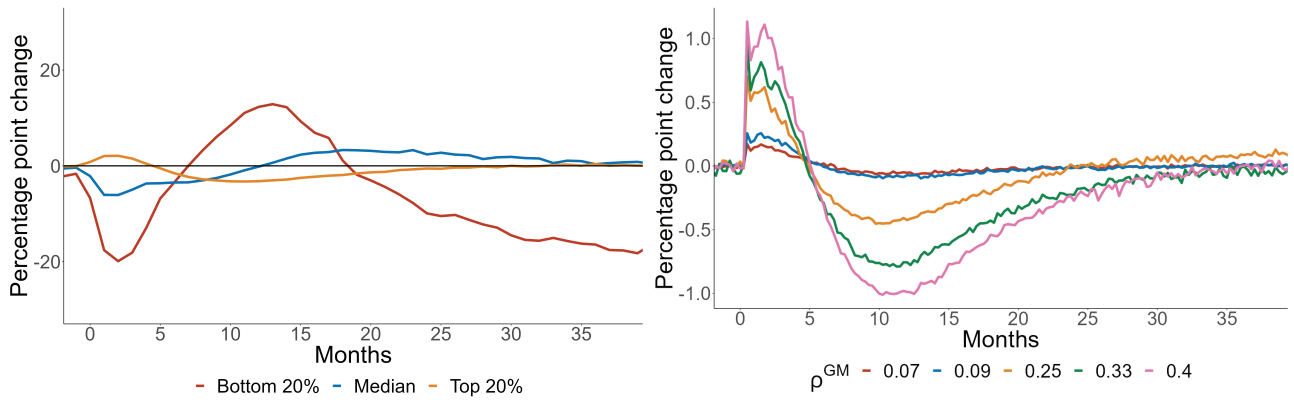 Percentage point change
20
0
-20
0 5 10 15 20 25 30 35
Months
Bottom 20% Median Top 20%
Percentage point change
1.0
0.5
0.0
-0.5
-1.0
0 5 10 15 20 25 30 35
Months
ρGM 0.07 0.09 0.25 0.33 0.4